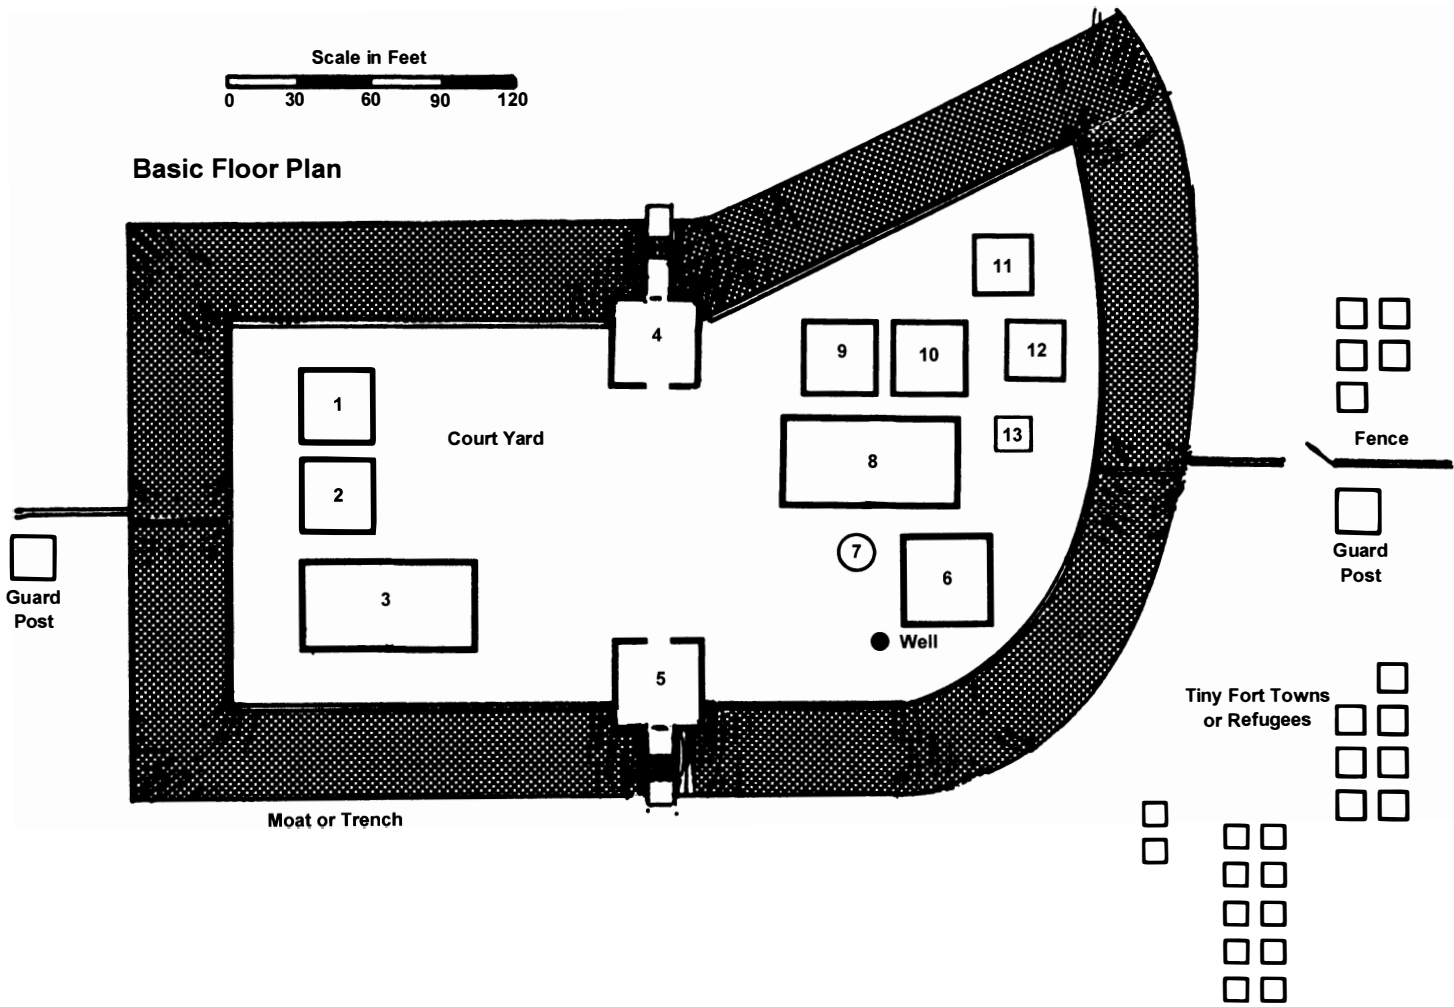 Scale in Feet
0 30 60 90 120
Basic Floor Plan
11
4
9 10 12
1
Court Yard
13
Fence
8
2
7
Guard
Post
6
3
Guard
Post
Well
5
Tiny Fort Towns
or Refugees
Moat or Trench